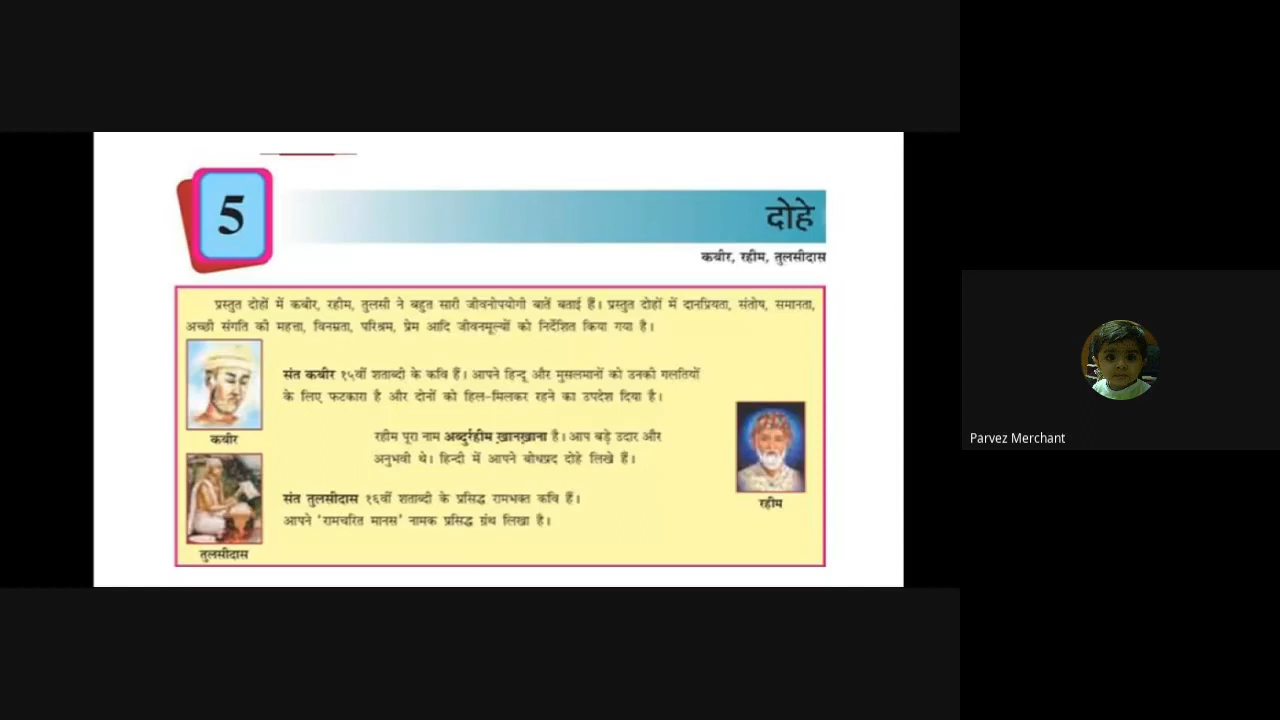 5
दोहे
कबीर, रहीम, तुलसीदास
प्रस्तुत दोहों में कबीर, रहीम, तुलसी ने बहुत सारी जीवनोपयोगी बातें बताई हैं। प्रस्तुत दोहों में दानप्रियता, संतोष, समानता,
अच्छी संगति की महत्ता, विनम्रता, परिश्रम, प्रेम आदि जीवनमूल्यों को निर्देशित किया गया है।
संत कबीर १५वीं शताब्दी के कवि हैं। आपने हिन्दू और मुसलमानों को उनकी गलतियों
के लिए फटकारा है और दोनों को हिल-मिलकर रहने का उपदेश दिया है।
कबीर
रहीम पूरा नाम अब्दुर्रहीम ख़ानख़ाना है। आप बड़े उदार और
अनुभवी थे। हिन्दी में आपने बोधप्रद दोहे लिखे हैं।
रहीम
संत तुलसीदास १६वीं शताब्दी के प्रसिद्ध रामभक्त कवि हैं।
आपने 'रामचरित मानस' नामक प्रसिद्ध ग्रंथ लिखा है।
तुलसीदास
Parvez Merchant